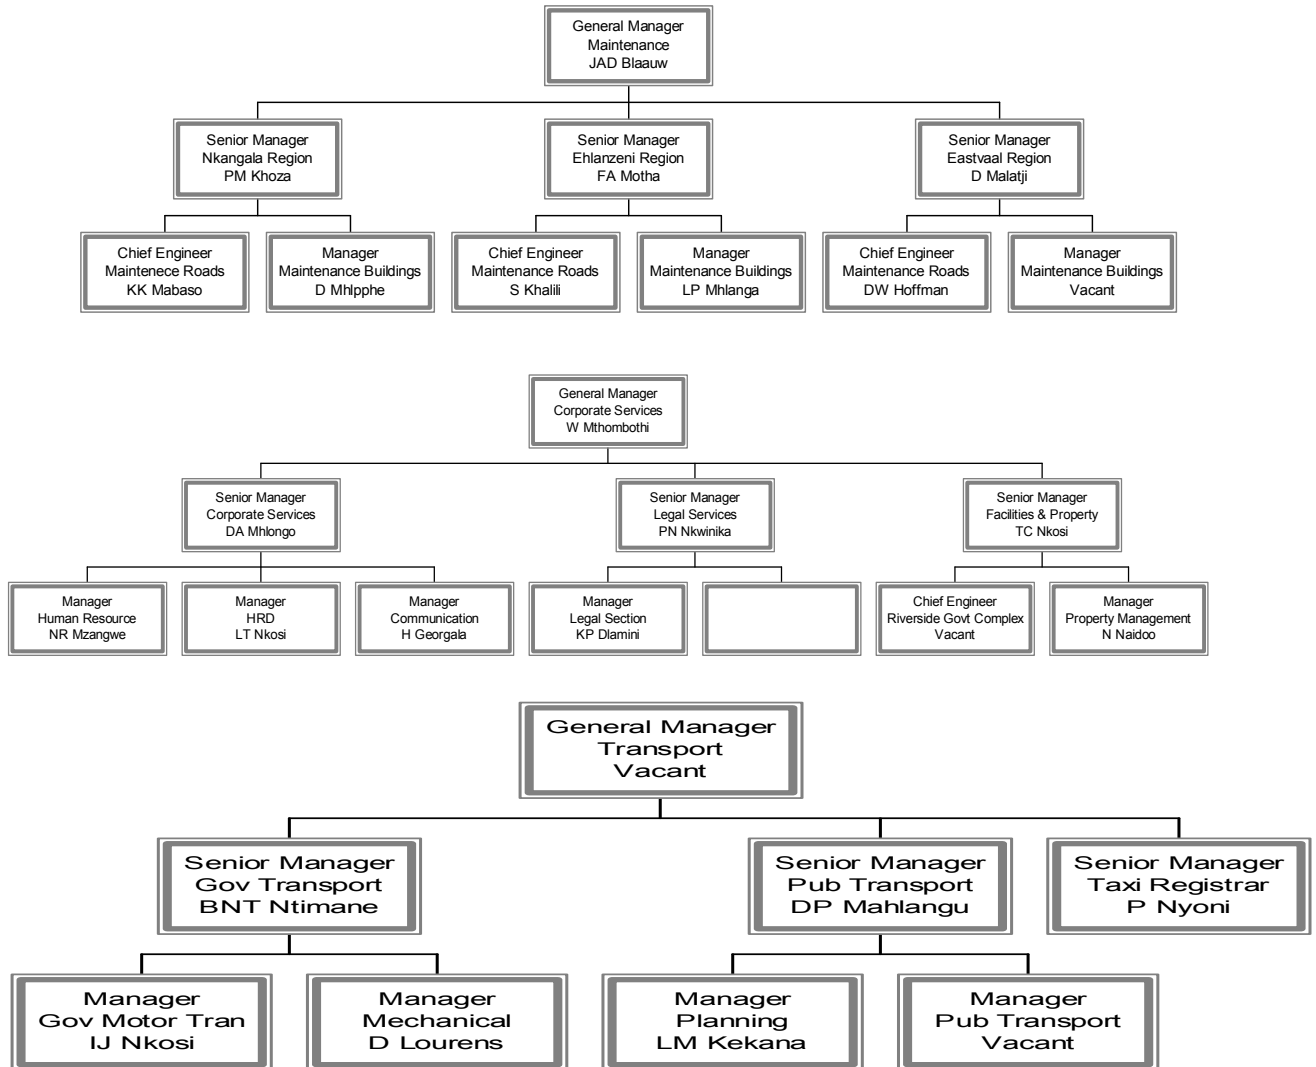 General Manager
Maintenance
JAD Blaauw
Senior Manager
Nkangala Region
PM Khoza
Senior Manager
Ehlanzeni Region
FA Motha
Senior Manager
Eastvaal Region
D Malatji
Chief Engineer
Maintenece Roads
KK Mabaso
Manager
Maintenance Buildings
D Mhlpphe
Chief Engineer
Maintenance Roads
S Khalili
Manager
Maintenance Buildings
LP Mhlanga
Chief Engineer
Maintenance Roads
DW Hoffman
Manager
Maintenance Buildings
Vacant
General Manager
Corporate Services
W Mthombothi
Senior Manager
Corporate Services
DA Mhlongo
Senior Manager
Legal Services
PN Nkwinika
Senior Manager
Facilities & Property
TC Nkosi
Manager
Human Resource
NR Mzangwe
Manager
HRD
LT Nkosi
Manager
Communication
H Georgala
Manager
Legal Section
KP Dlamini
Chief Engineer
Riverside Govt Complex
Vacant
Manager
Property Management
N Naidoo
General Manager
Transport
Vacant
Senior Manager
Gov Transport
BNT Ntimane
Senior Manager
Pub Transport
DP Mahlangu
Senior Manager
Taxi Registrar
P Nyoni
Manager
Gov Motor Tran
IJ Nkosi
Manager
Mechanical
D Lourens
Manager
Planning
LM Kekana
Manager
Pub Transport
Vacant